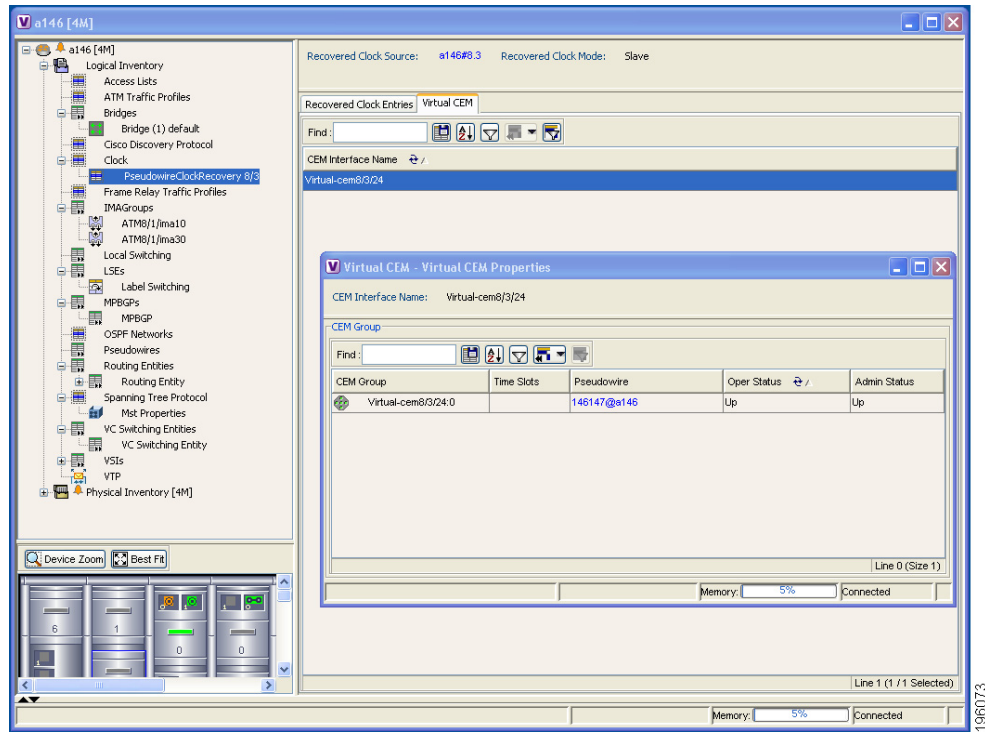 a146 [4M]
a146 [4M]
Logical Inventory
Access Lists
ATM Traffic Profiles
Bridges
Bridge (1) default
Cisco Discovery Protocol
Clock
PseudowireClockRecovery 8/3
Frame Relay Traffic Profiles
IMAGroups
ATM8/1/ima10
ATM8/1/ima30
Local Switching
LSEs
Label Switching
MPBGPs
MPBGP
OSPF Networks
Pseudowires
Routing Entities
Routing Entity
Spanning Tree Protocol
Mst Properties
VC Switching Entities
VC Switching Entity
VSIs
VTP
Physical Inventory [4M]
Device Zoom Best Fit
6 1 0 0
Recovered Clock Source: a146#8.3 Recovered Clock Mode: Slave
Recovered Clock Entries Virtual CEM
Find :
CEM Interface Name
Virtual-cem8/3/24
Virtual CEM - Virtual CEM Properties
CEM Interface Name: Virtual-cem8/3/24
CEM Group
Find :
CEM Group Time Slots Pseudowire Oper Status Admin Status
Virtual-cem8/3/24:0 146147@a146 Up Up
Line 0 (Size 1)
Memory: 5% Connected
Line 1 (1 / 1 Selected)
Memory: 5% Connected
196073